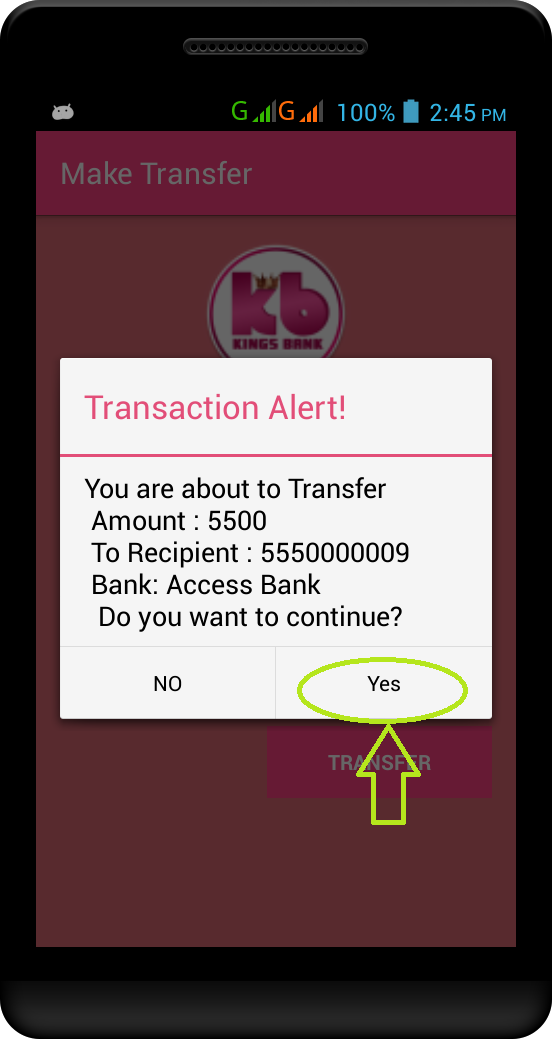 G G 100% 2:45 PM
Make Transfer
kb
KINGS BANK
Transaction Alert!
You are about to Transfer
Amount : 5500
To Recipient : 5550000009
Bank: Access Bank
Do you want to continue?
NO Yes
TRANSFER